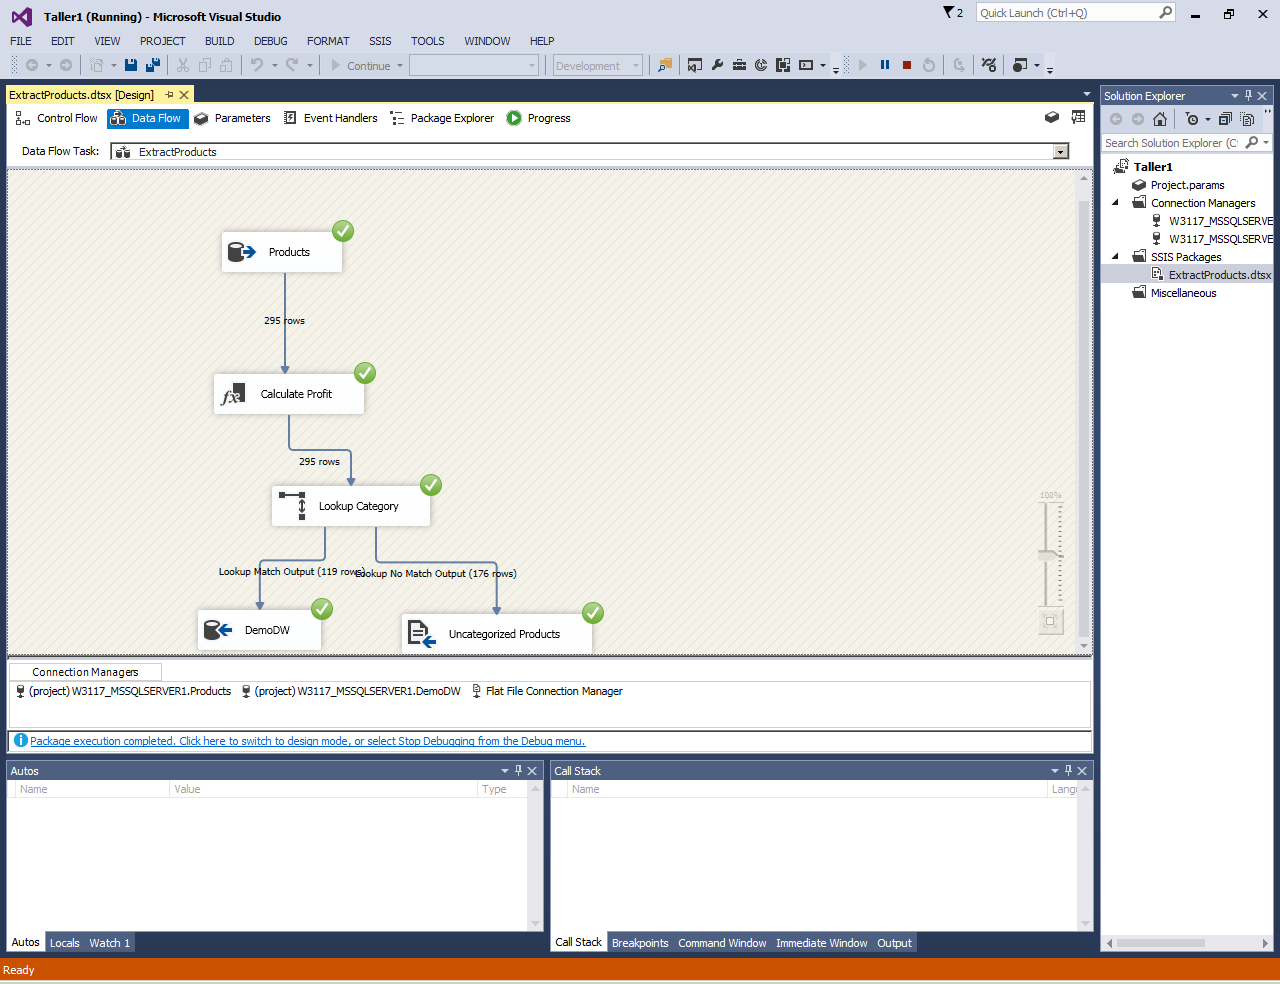 Taller1 (Running) - Microsoft Visual Studio
2
Quick Launch (Ctrl+Q)
FILE EDIT VIEW PROJECT BUILD DEBUG FORMAT SSIS TOOLS WINDOW HELP
Continue
Development
ExtractProducts.dtsx [Design]
Control Flow Data Flow Parameters Event Handlers Package Explorer Progress
Data Flow Task: ExtractProducts
Products
295 rows
Calculate Profit
fx
295 rows
Lookup Category
Lookup Match Output (119 rows)
Lookup No Match Output (176 rows)
DemoDW
Uncategorized Products
100%
Connection Managers
(project) W3117_MSSQLSERVER1.Products (project) W3117_MSSQLSERVER1.DemoDW Flat File Connection Manager
Package execution completed. Click here to switch to design mode, or select Stop Debugging from the Debug menu.
Autos
Name Value Type
Autos Locals Watch 1
Call Stack
Name Langu
Call Stack Breakpoints Command Window Immediate Window Output
Solution Explorer
Search Solution Explorer (C
Taller1
Project.params
Connection Managers
W3117_MSSQLSERVE
W3117_MSSQLSERVE
SSIS Packages
ExtractProducts.dtsx
Miscellaneous
Ready